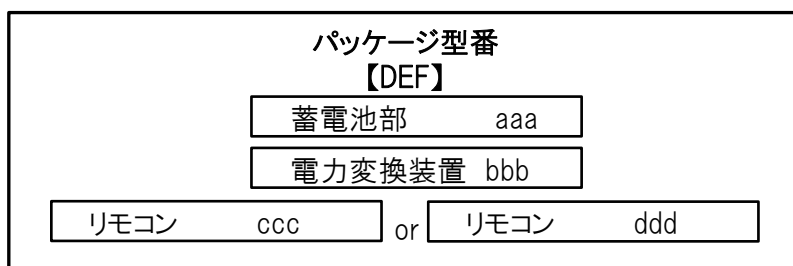 パッケージ型番
【DEF】
蓄電池部 aaa
電力変換装置 bbb
リモコン ccc or リモコン ddd